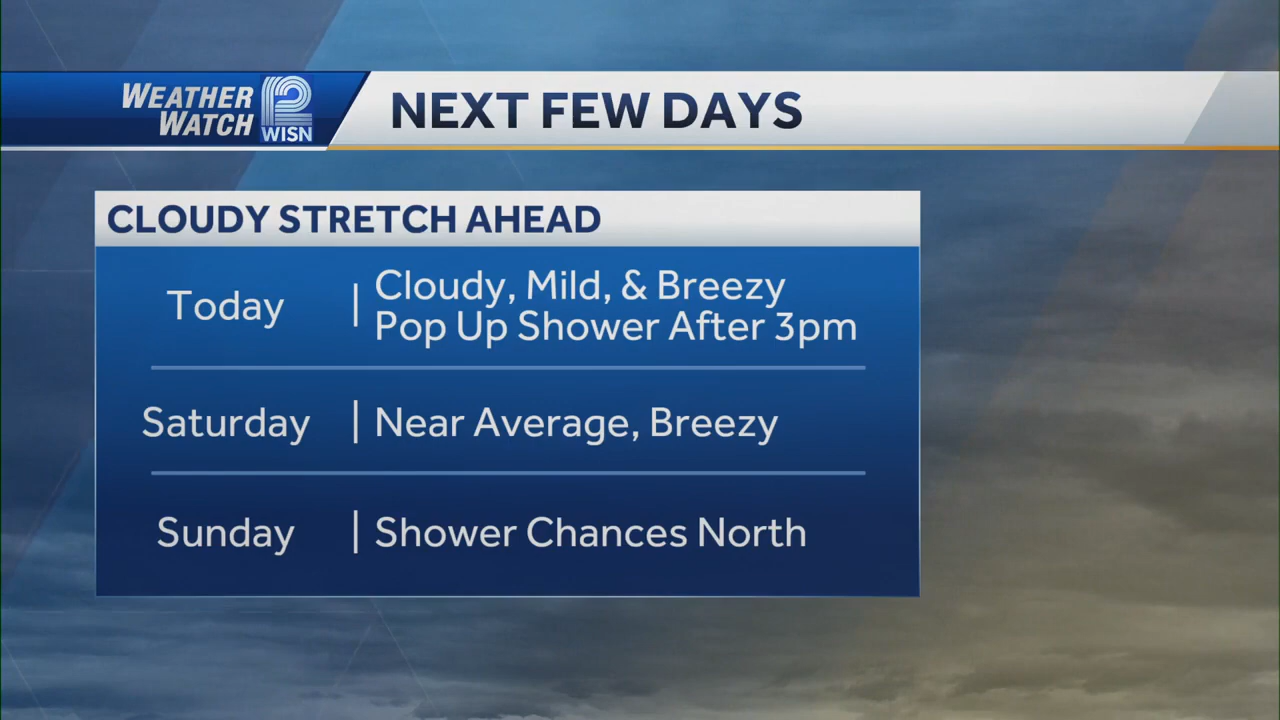 WEATHER
WATCH
12
WISN
NEXT FEW DAYS
CLOUDY STRETCH AHEAD
Today
Cloudy, Mild, & Breezy
Pop Up Shower After 3pm
Saturday
Near Average, Breezy
Sunday
Shower Chances North